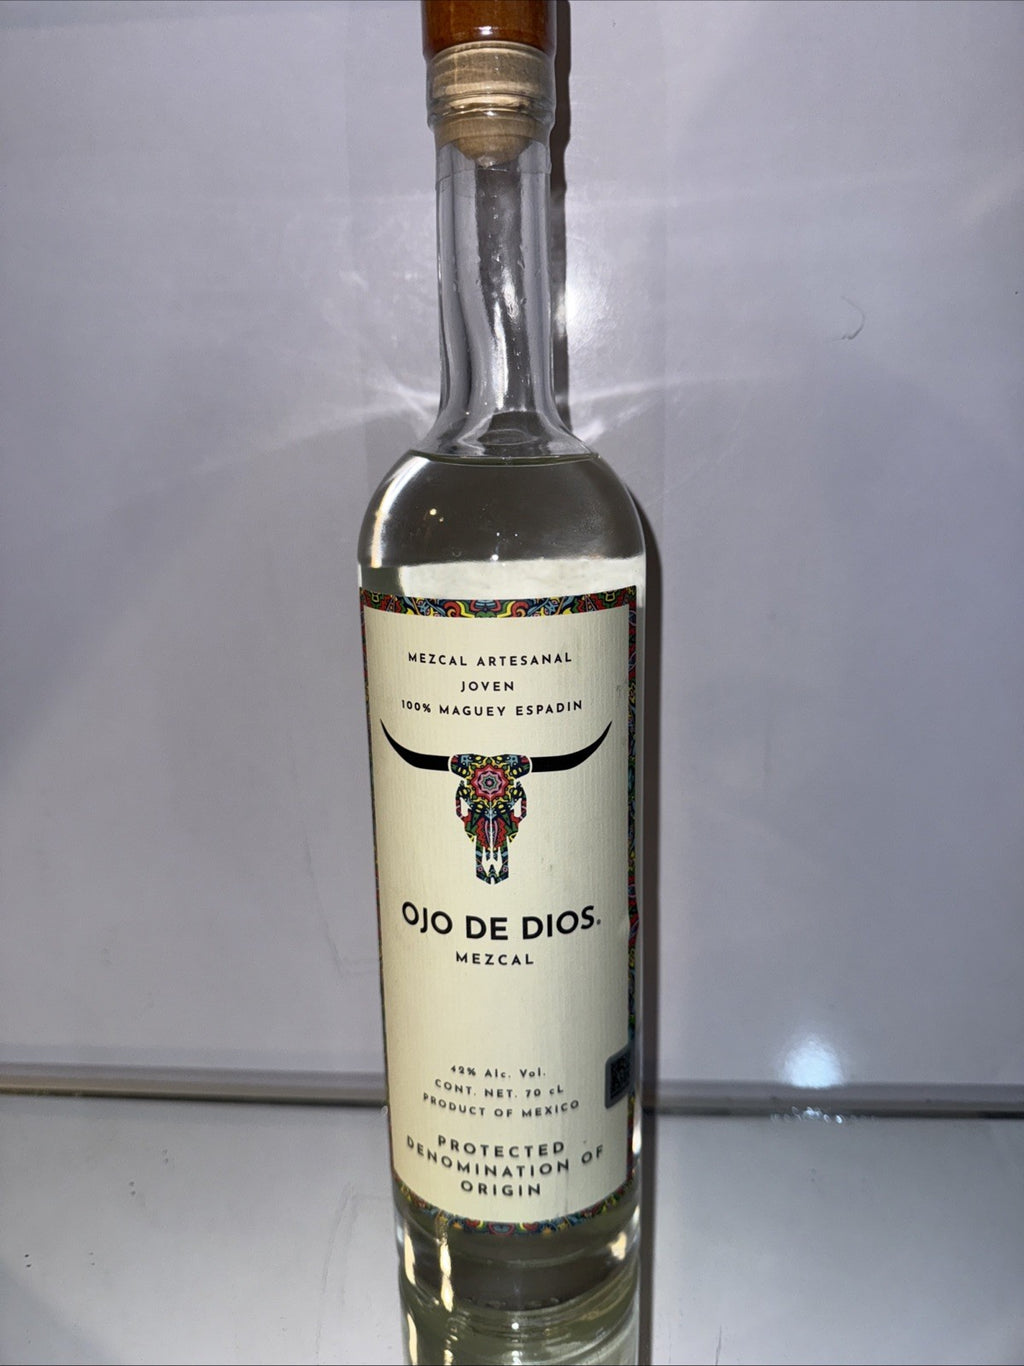 MEZCAL ARTESANAL
JOVEN
100% MAGUEY ESPADIN
OJO DE DIOS®
MEZCAL
42% Alc. Vol.
CONT. NET. 70 cL
PRODUCT OF MEXICO
PROTECTED
DENOMINATION OF
ORIGIN